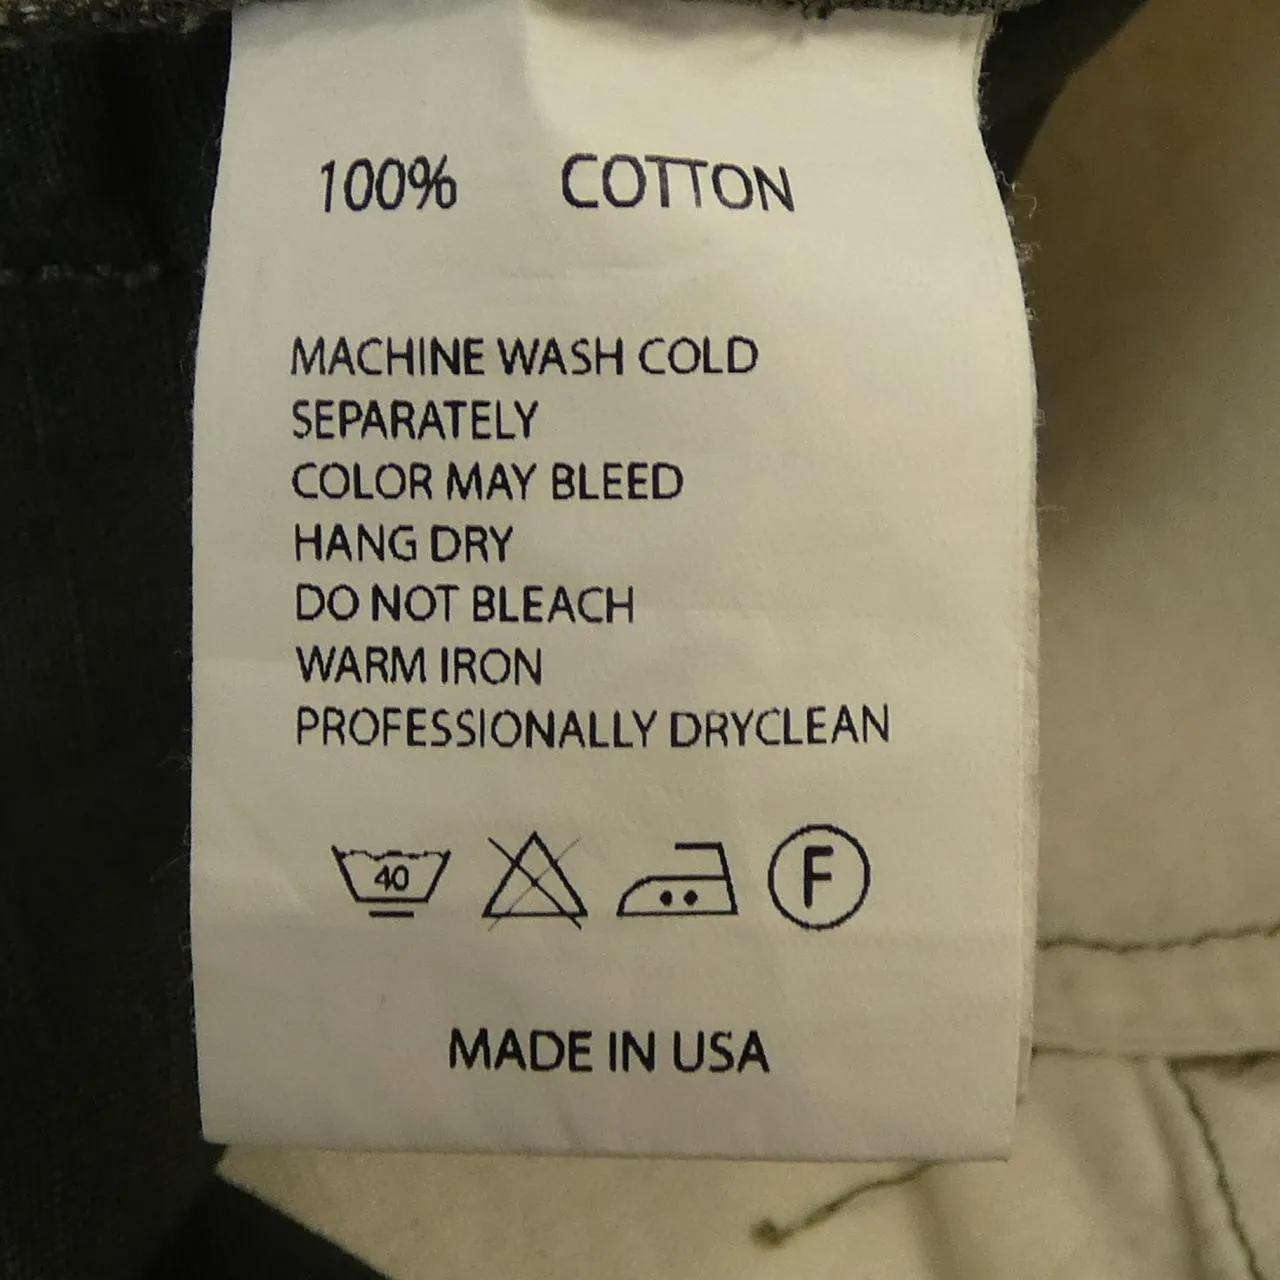 100% COTTON
MACHINE WASH COLD
SEPARATELY
COLOR MAY BLEED
HANG DRY
DO NOT BLEACH
WARM IRON
PROFESSIONALLY DRYCLEAN
40 F
MADE IN USA